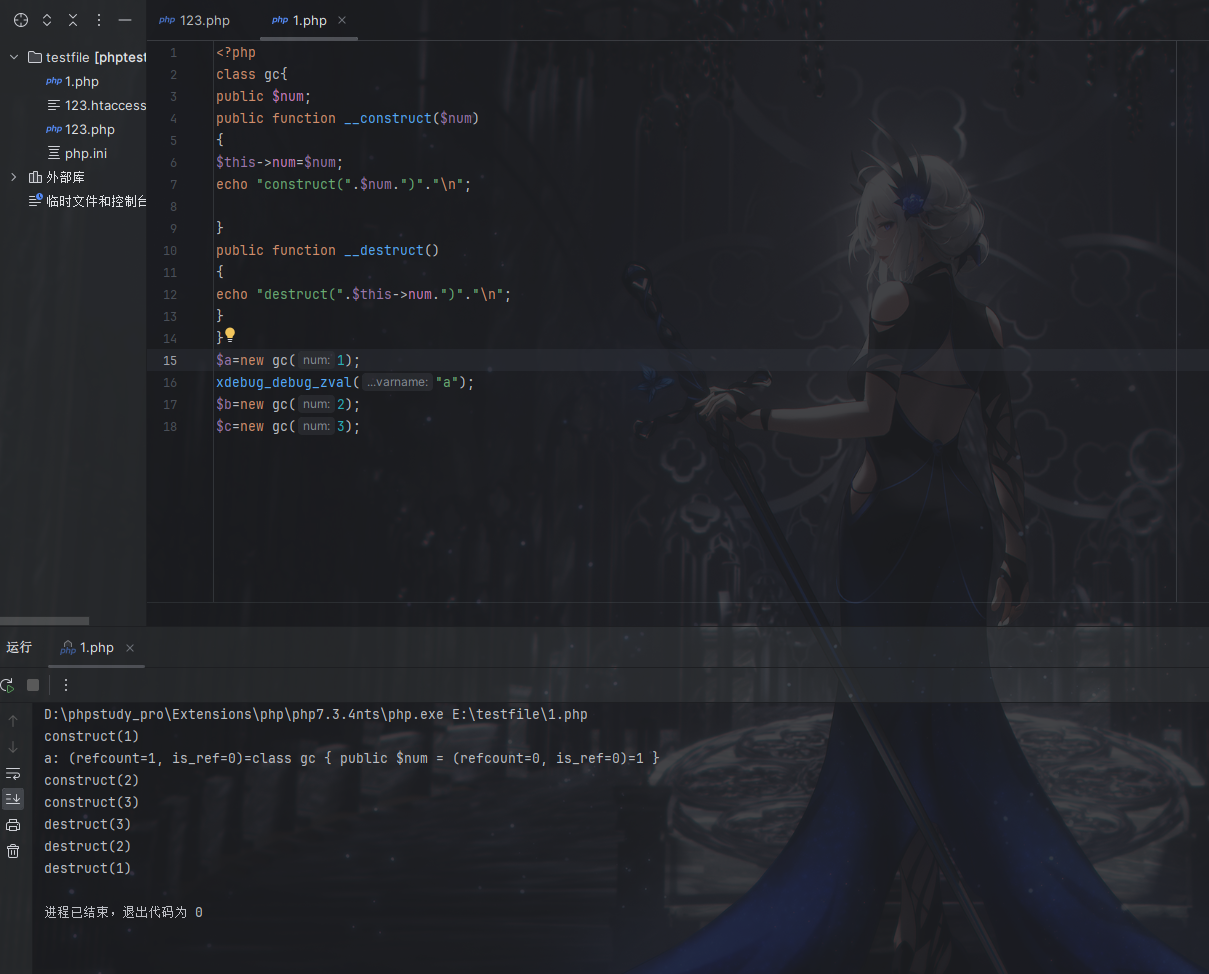 php 123.php
php 1.php
testfile [phptest
php 1.php
123.htaccess
php 123.php
php.ini
外部库
临时文件和控制台
1 <?php
2 class gc{
3 public $num;
4 public function __construct($num)
5 {
6 $this->num=$num;
7 echo "construct(".$num.")"."\n";
8
9 }
10 public function __destruct()
11 {
12 echo "destruct(".$this->num.")"."\n";
13 }
14 }
15 $a=new gc( num: 1);
16 xdebug_debug_zval( ...varname: "a");
17 $b=new gc( num: 2);
18 $c=new gc( num: 3);
运行
php 1.php
D:\phpstudy_pro\Extensions\php\php7.3.4nts\php.exe E:\testfile\1.php
construct(1)
a: (refcount=1, is_ref=0)=class gc { public $num = (refcount=0, is_ref=0)=1 }
construct(2)
construct(3)
destruct(3)
destruct(2)
destruct(1)
进程已结束，退出代码为 0